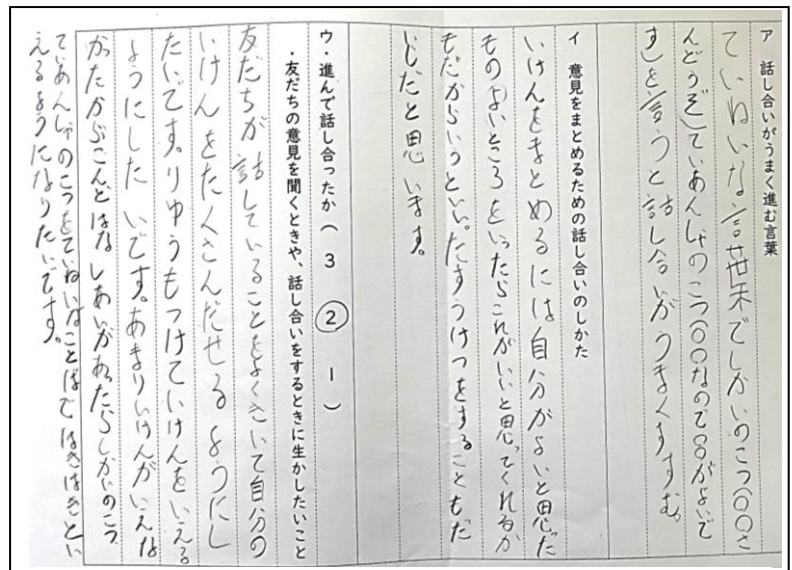 ア 話し合いがうまく進む言葉
ていねいな言葉でしかいのこつ(〇〇さ
んどうぞ)ていあんしゃのこつ(〇〇なので〇〇がよいで
す)を言うと話し合いがうまくすすむ。
イ 意見をまとめるための話し合いのしかた
いけんをまとめるには自分がよいと思った
もののよいところをいったらこれがいいと思ってくれるか
もだからいうといい。たすうけつをすることもだ
いじだと思います。
ウ・進んで話し合ったか(3 ② 1)
・友だちの意見を聞くときや、話し合いをするときに生かしたいこと
友だちが話していることをよくきいて自分の
いけんをたくさんだせるようにし
たいです。りゆうもつけていけんをいえる
ようにしたいです。あまりいけんがいえな
かったからこんどはなしあいがあったらしかいのこつ
ていあんしゃのこつをていねいなことばではきはきとい
えるようになりたいです。